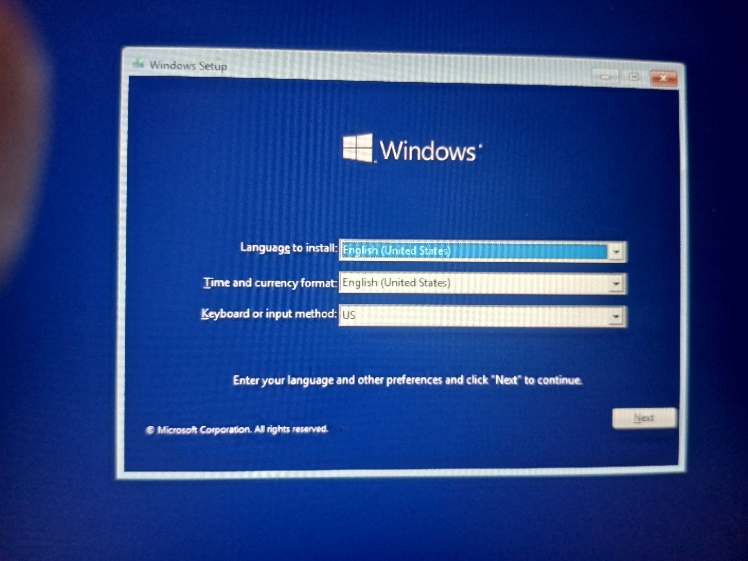 Windows Setup
Windows
Language to install: English (United States)
Time and currency format: English (United States)
Keyboard or input method: US
Enter your language and other preferences and click "Next" to continue.
Next
© Microsoft Corporation. All rights reserved.